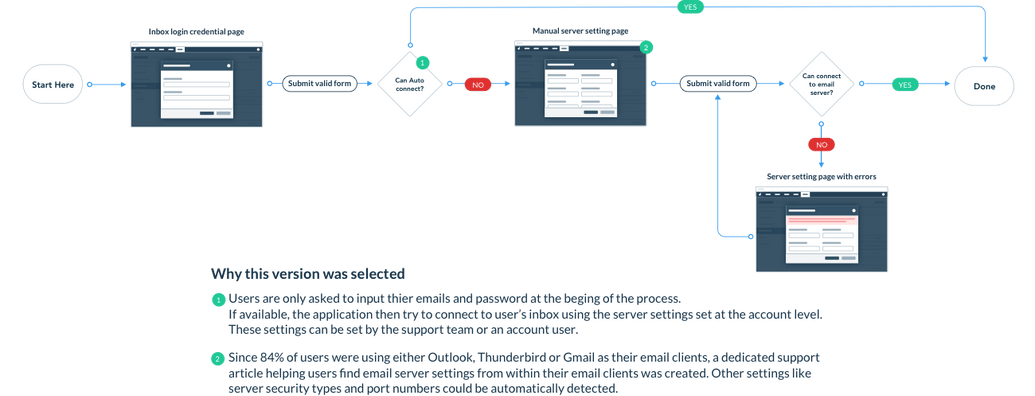 YES
Inbox login credential page
Manual server setting page
1
2
Start Here
Submit valid form
Can Auto
connect?
NO
Submit valid form
Can connect
to email
server?
YES
Done
NO
Server setting page with errors
Why this version was selected
1 Users are only asked to input thier emails and password at the beging of the process.
If available, the application then try to connect to user’s inbox using the server settings set at the account level.
These settings can be set by the support team or an account user.
2 Since 84% of users were using either Outlook, Thunderbird or Gmail as their email clients, a dedicated support
article helping users find email server settings from within their email clients was created. Other settings like
server security types and port numbers could be automatically detected.